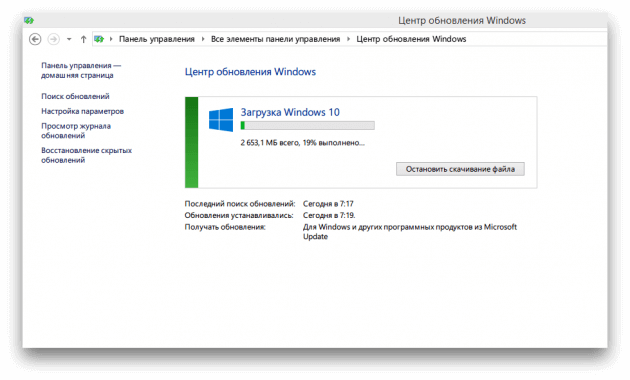 Центр обновления Windows
Панель управления
Все элементы панели управления
Центр обновления Windows
Панель управления —
домашняя страница
Поиск обновлений
Настройка параметров
Просмотр журнала
обновлений
Восстановление скрытых
обновлений
Центр обновления Windows
Загрузка Windows 10
2 653,1 МБ всего, 19% выполнено...
Остановить скачивание файла
Последний поиск обновлений: Сегодня в 7:17
Обновления устанавливались: Сегодня в 7:19.
Получать обновления: Для Windows и других программных продуктов из Microsoft
Update